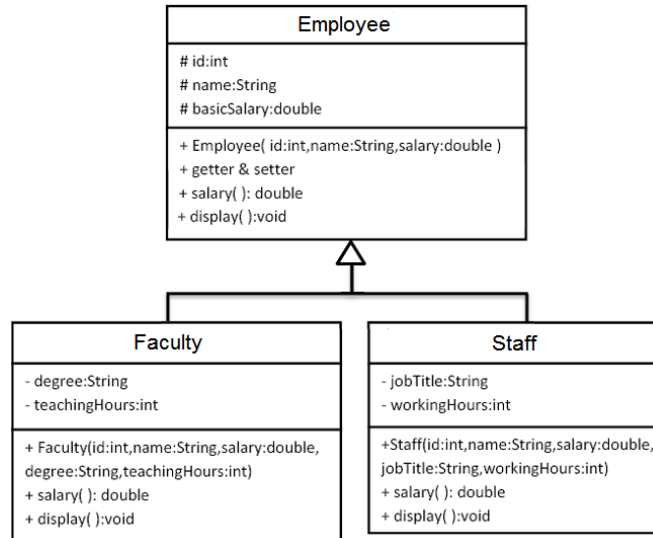 Employee
# id:int
# name:String
# basicSalary:double
+ Employee( id:int,name:String,salary:double )
+ getter & setter
+ salary( ): double
+ display( ):void
Faculty
- degree:String
- teachingHours:int
+ Faculty(id:int,name:String,salary:double,
degree:String,teachingHours:int)
+ salary( ): double
+ display( ):void
Staff
- jobTitle:String
- workingHours:int
+Staff(id:int,name:String,salary:double,
jobTitle:String,workingHours:int)
+ salary( ): double
+ display( ):void